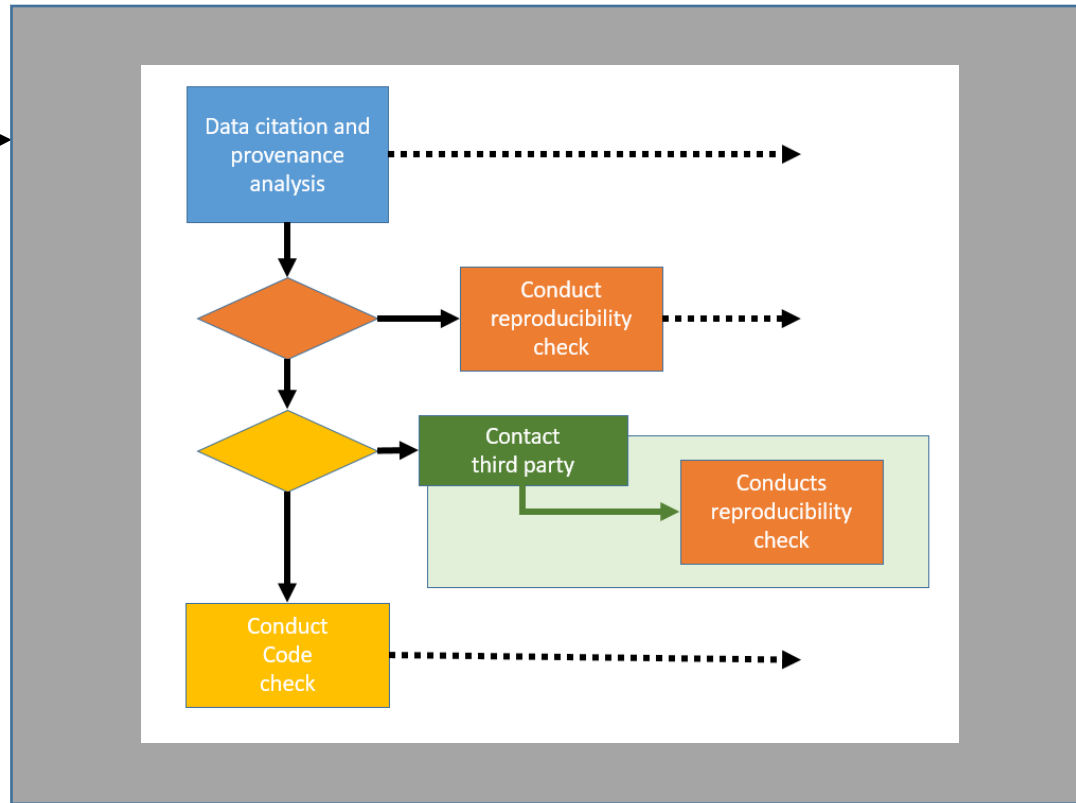 Data citation and
provenance
analysis
Conduct
reproducibility
check
Contact
third party
Conducts
reproducibility
check
Conduct
Code
check